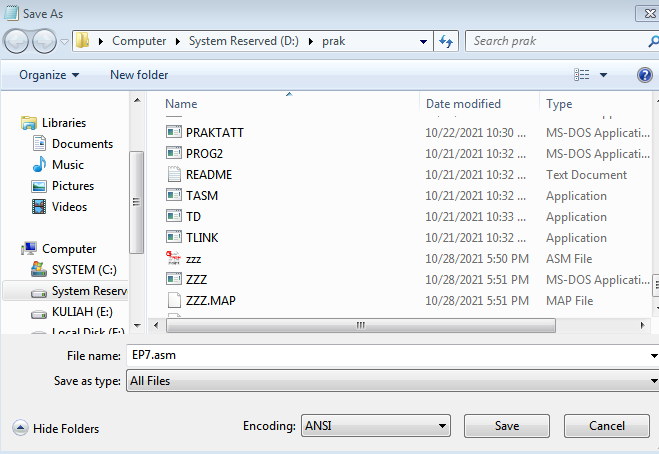 Save As
Computer System Reserved (D:) prak Search prak
Organize New folder
Name Date modified Type
Libraries
Documents
Music
Pictures
Videos
Computer
SYSTEM (C:)
System Reserv
KULIAH (E:)
Local Disk (F:)
PRAKTATT 10/22/2021 10:30 ... MS-DOS Applicati...
PROG2 10/21/2021 10:32 ... MS-DOS Applicati...
README 10/21/2021 10:32 ... Text Document
TASM 10/21/2021 10:32 ... Application
TD 10/21/2021 10:33 ... Application
TLINK 10/21/2021 10:32 ... Application
zzz 10/28/2021 5:50 PM ASM File
ZZZ 10/28/2021 5:51 PM MS-DOS Applicati...
ZZZ.MAP 10/28/2021 5:51 PM MAP File
File name: EP7.asm
Save as type: All Files
Hide Folders Encoding: ANSI Save Cancel